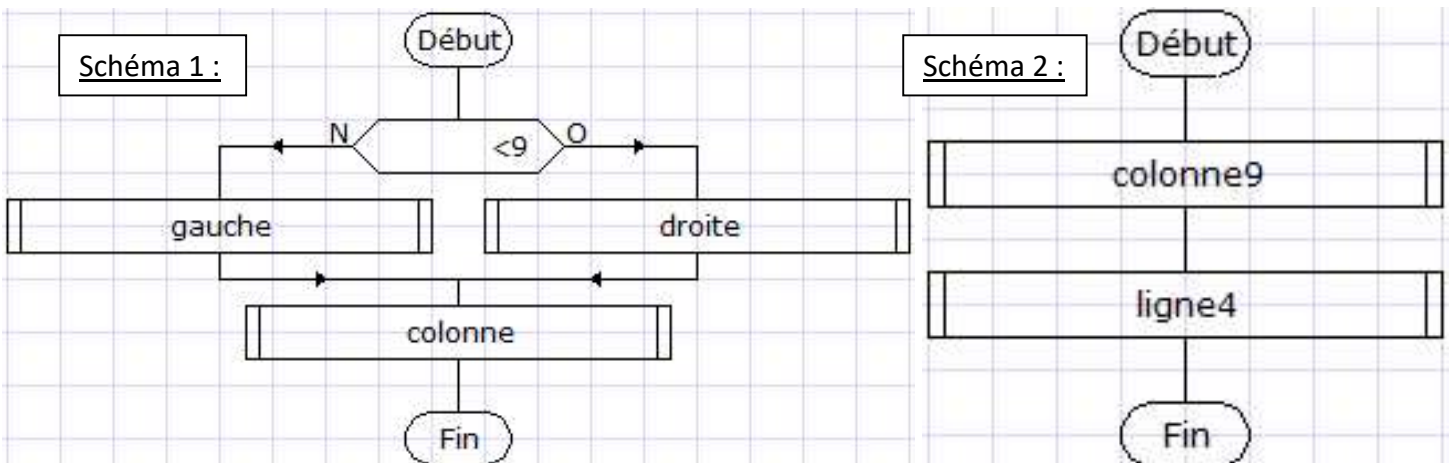 Schéma 1 :
Début
N
<9
O
gauche
droite
colonne
Fin
Schéma 2 :
Début
colonne9
ligne4
Fin